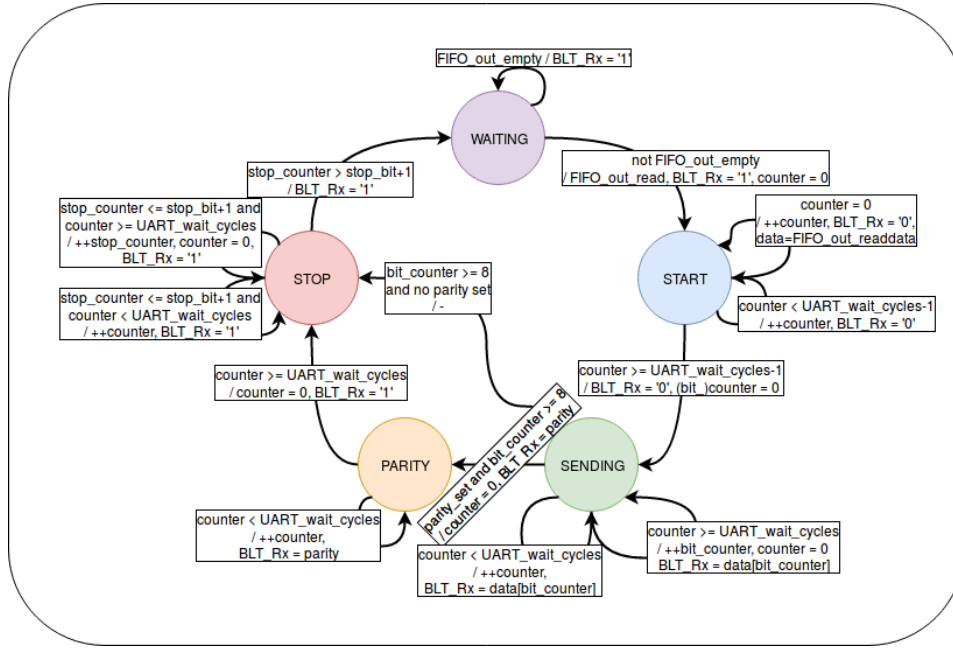 FIFO_out_empty / BLT_Rx = '1'
WAITING
not FIFO_out_empty
/ FIFO_out_read, BLT_Rx = '1', counter = 0
stop_counter > stop_bit+1
/ BLT_Rx = '1'
counter = 0
/ ++counter, BLT_Rx = '0',
data=FIFO_out_readdata
stop_counter <= stop_bit+1 and
counter >= UART_wait_cycles
/ ++stop_counter, counter = 0,
BLT_Rx = '1'
STOP
bit_counter >= 8
and no parity set
/ -
START
stop_counter <= stop_bit+1 and
counter < UART_wait_cycles
/ ++counter, BLT_Rx = '1'
counter < UART_wait_cycles-1
/ ++counter, BLT_Rx = '0'
counter >= UART_wait_cycles
/ counter = 0, BLT_Rx = '1'
counter >= UART_wait_cycles-1
/ BLT_Rx = '0', (bit_)counter = 0
PARITY
parity_set and bit_counter >= 8
/ counter = 0, BLT_Rx = parity
SENDING
counter < UART_wait_cycles
/ ++counter,
BLT_Rx = parity
counter < UART_wait_cycles
/ ++counter,
BLT_Rx = data[bit_counter]
counter >= UART_wait_cycles
/ ++bit_counter, counter = 0
BLT_Rx = data[bit_counter]